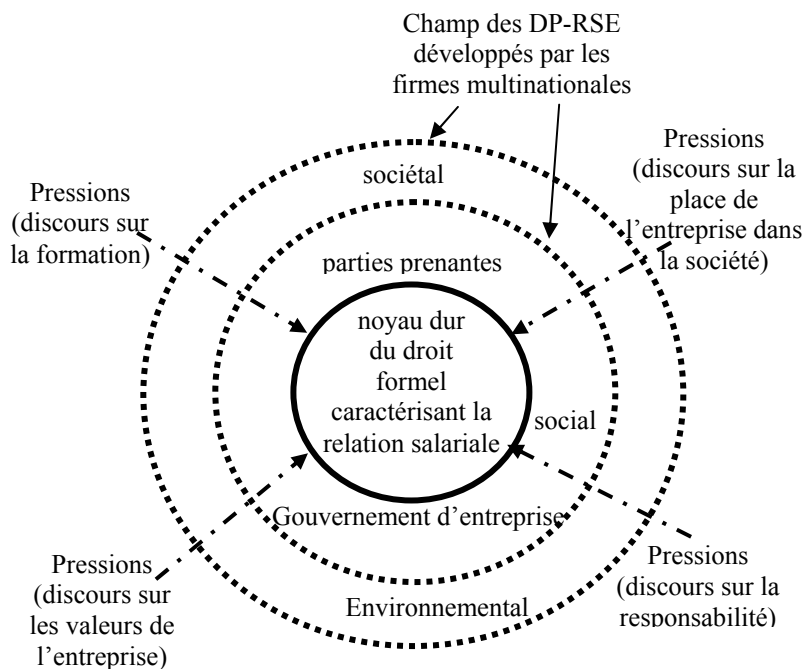 Champ des DP-RSE
développés par les
firmes multinationales
Pressions
(discours sur la
place de
l’entreprise dans
la société)
Pressions
(discours sur
la formation)
sociétal
parties prenantes
noyau dur
du droit
formel
caractérisant la
relation salariale
social
Gouvernement d’entreprise
Environnemental
Pressions
(discours sur
les valeurs de
l’entreprise)
Pressions
(discours sur la
responsabilité)